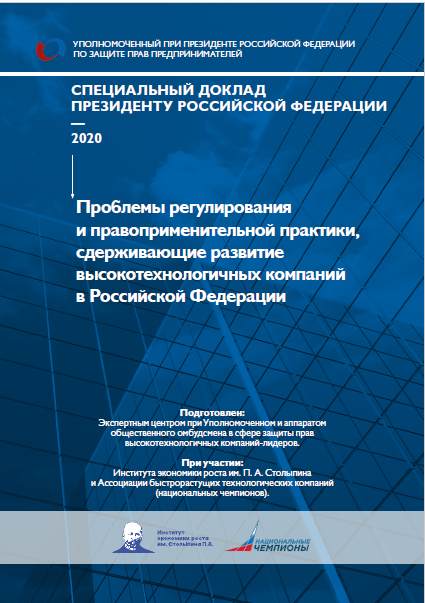 УПОЛНОМОЧЕННЫЙ ПРИ ПРЕЗИДЕНТЕ РОССИЙСКОЙ ФЕДЕРАЦИИ
ПО ЗАЩИТЕ ПРАВ ПРЕДПРИНИМАТЕЛЕЙ
СПЕЦИАЛЬНЫЙ ДОКЛАД
ПРЕЗИДЕНТУ РОССИЙСКОЙ ФЕДЕРАЦИИ
—
2020
Проблемы регулирования
и правоприменительной практики,
сдерживающие развитие
высокотехнологичных компаний
в Российской Федерации
Подготовлен:
Экспертным центром при Уполномоченном и аппаратом
общественного омбудсмена в сфере защиты прав
высокотехнологичных компаний-лидеров.
При участии:
Института экономики роста им. П. А. Столыпина
и Ассоциации быстрорастущих технологических компаний
(национальных чемпионов).
Институт
экономики роста
им. Столыпина П.А.
НАЦИОНАЛЬНЫЕ
ЧЕМПИОНЫ